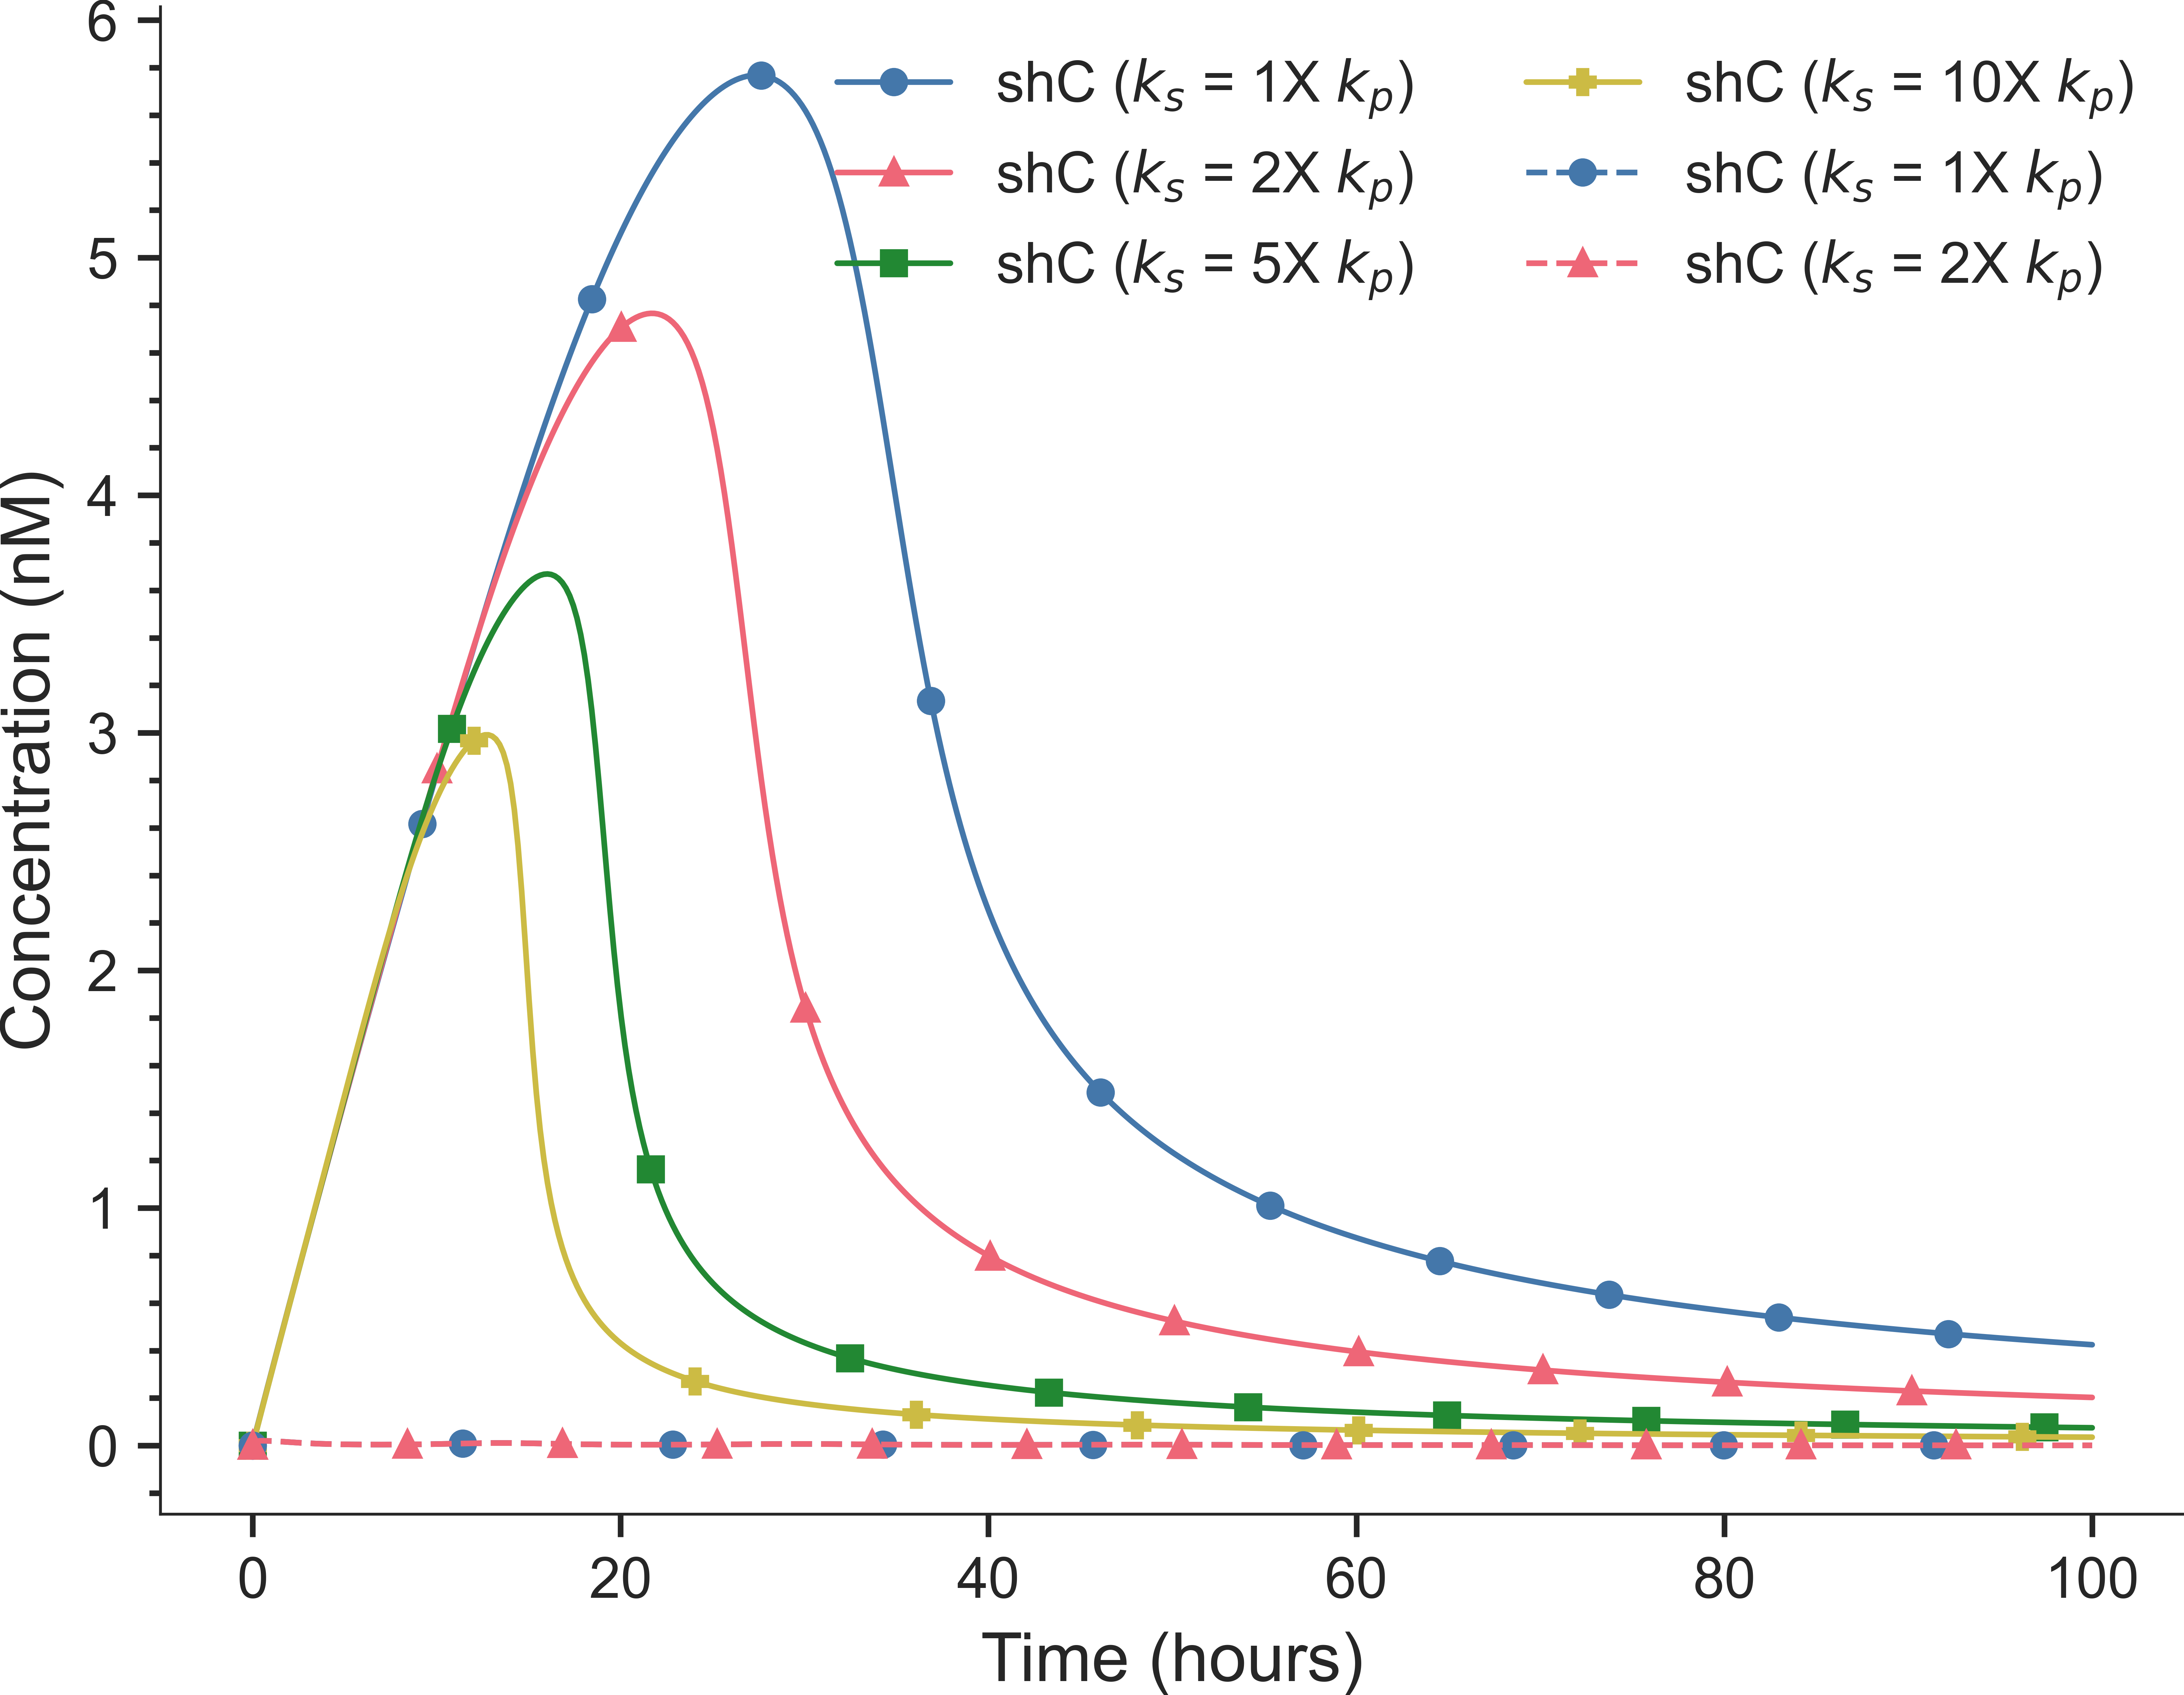 6
5
4
3
2
1
0
Concentration (nM)
shC (ks = 1X kp)
shC (ks = 2X kp)
shC (ks = 5X kp)
shC (ks = 10X kp)
shC (ks = 1X kp)
shC (ks = 2X kp)
0 20 40 60 80 100
Time (hours)